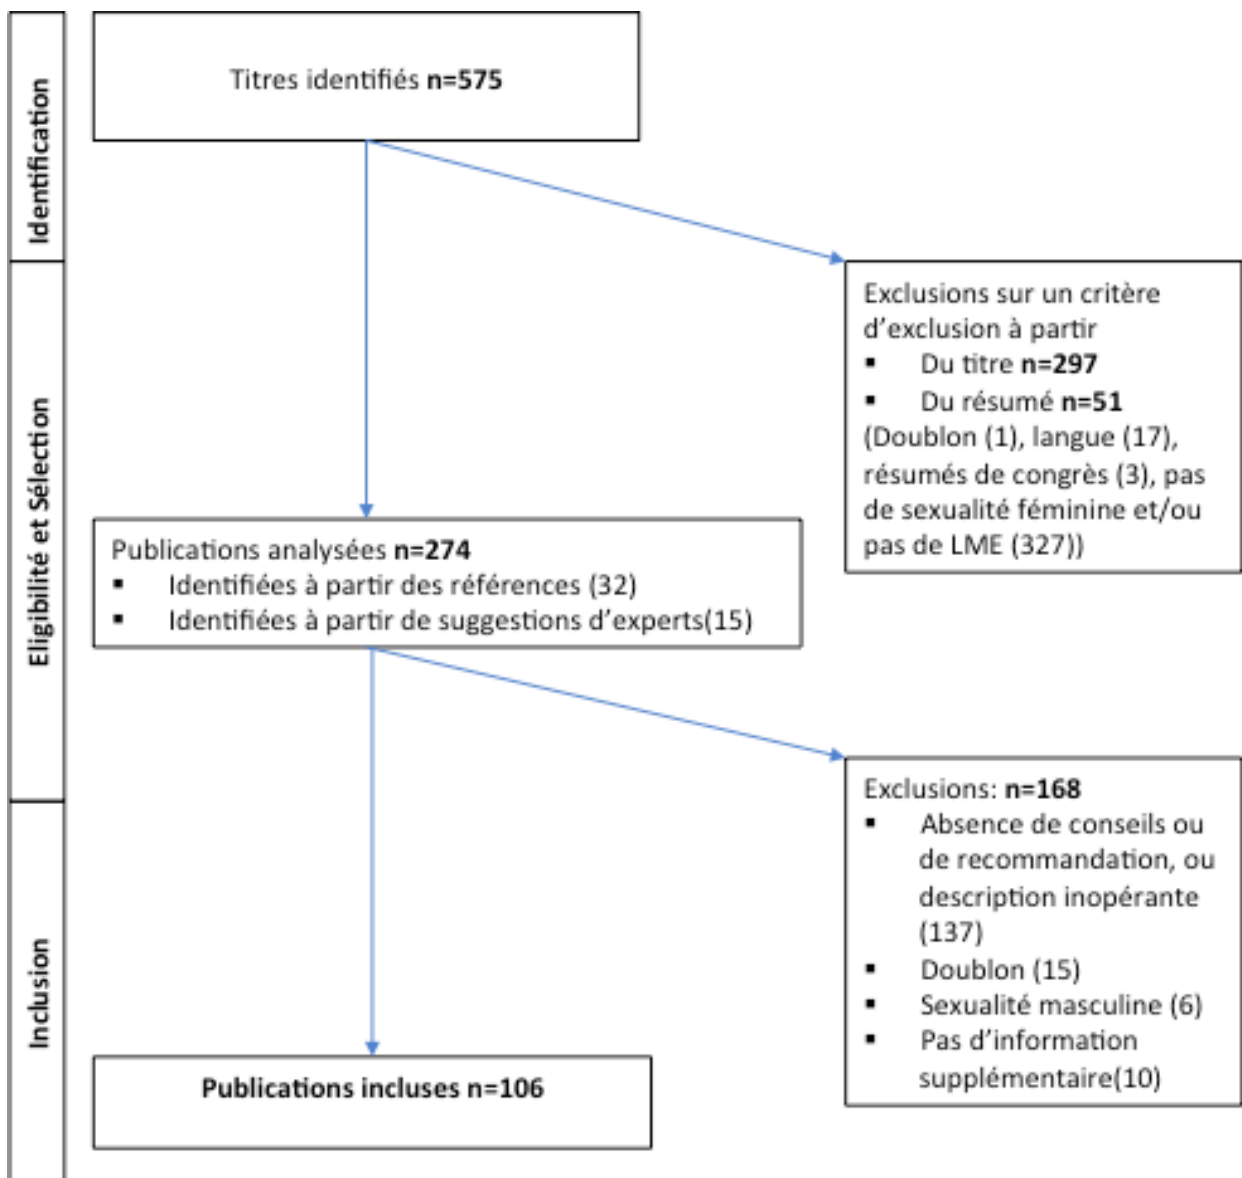 Identification
Titres identifiés n=575
Eligibilité et Sélection
Exclusions sur un critère
d’exclusion à partir
▪ Du titre n=297
▪ Du résumé n=51
(Doublon (1), langue (17),
résumés de congrès (3), pas
de sexualité féminine et/ou
pas de LME (327))
Publications analysées n=274
▪ Identifiées à partir des références (32)
▪ Identifiées à partir de suggestions d’experts(15)
Exclusions: n=168
▪ Absence de conseils ou
de recommandation, ou
description inopérante
(137)
▪ Doublon (15)
▪ Sexualité masculine (6)
▪ Pas d’information
supplémentaire(10)
Inclusion
Publications incluses n=106